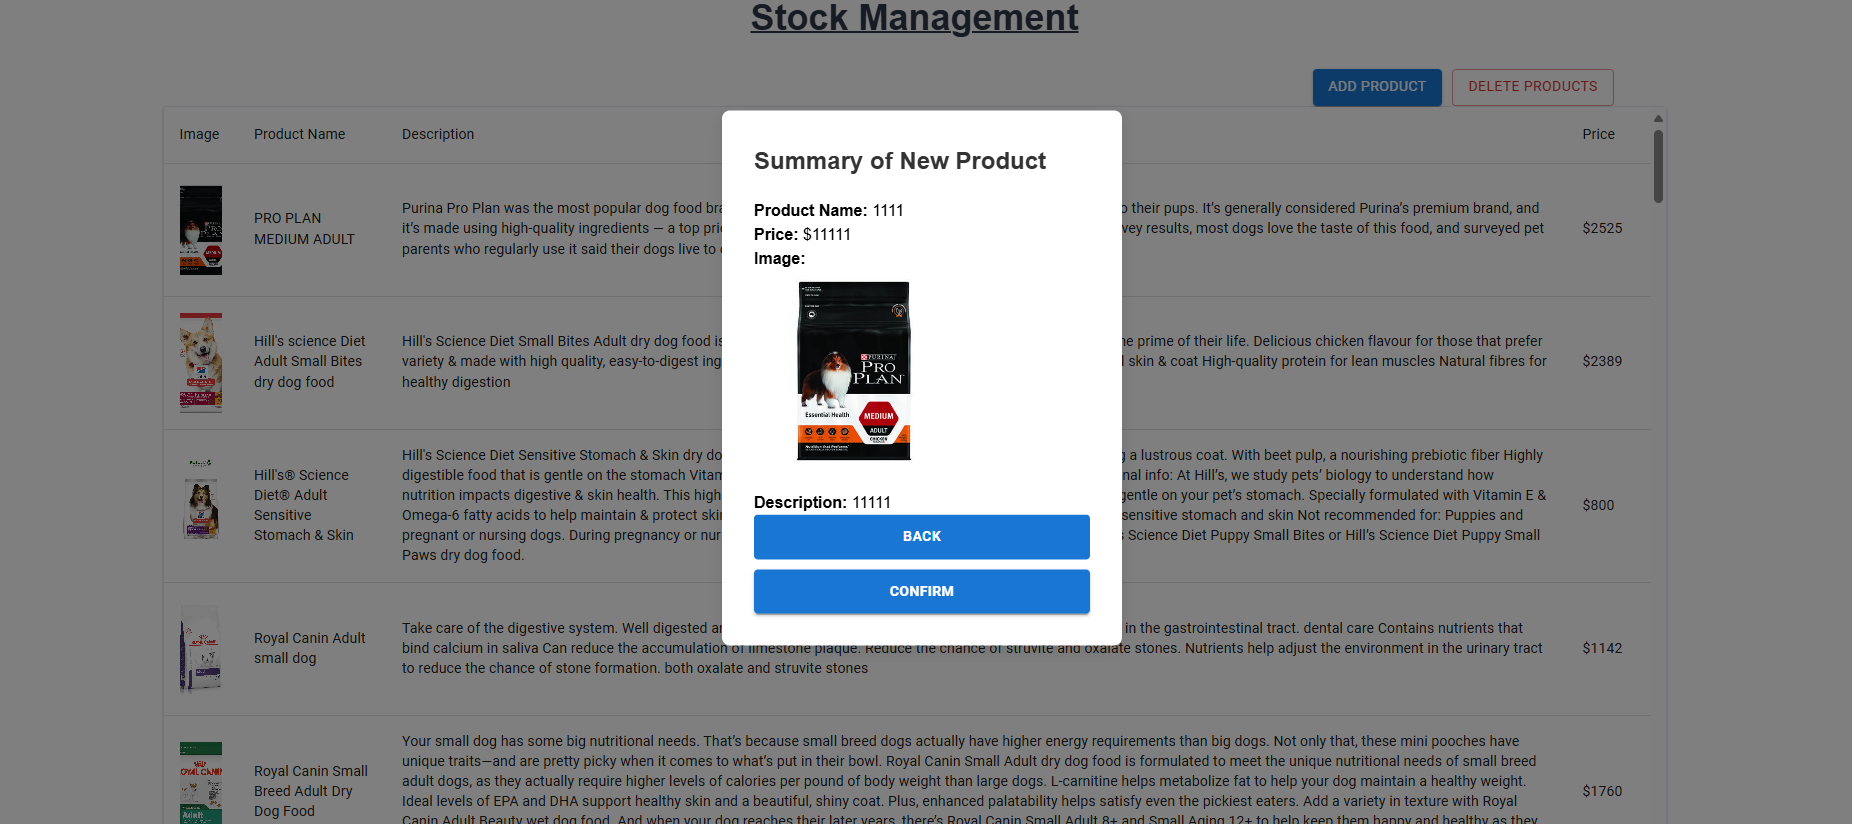 Stock Management
ADD PRODUCT
DELETE PRODUCTS
Image Product Name Description Price
Summary of New Product
Product Name: 1111
Price: $11111
Image:
PURINA
PRO
PLAN
Essential Health
MEDIUM
ADULT
CHICKEN
Description: 11111
BACK
CONFIRM
PRO PLAN
MEDIUM ADULT
Purina Pro Plan was the most popular dog food
o their pups. It's generally considered Purina's premium brand, and
it's made using high-quality ingredients — a top
vey results, most dogs love the taste of this food, and surveyed pet
parents who regularly use it said their dogs live to
$2525
Hill's science Diet
Adult Small Bites
dry dog food
Hill's Science Diet Small Bites Adult dry dog food is
he prime of their life. Delicious chicken flavour for those that prefer
variety & made with high quality, easy-to-digest ing
skin & coat High-quality protein for lean muscles Natural fibres for
healthy digestion
$2389
Hill's® Science
Diet® Adult
Sensitive
Stomach & Skin
Hill's Science Diet Sensitive Stomach & Skin dry do
g a lustrous coat. With beet pulp, a nourishing prebiotic fiber Highly
digestible food that is gentle on the stomach Vitam
nal info: At Hill's, we study pets' biology to understand how
nutrition impacts digestive & skin health. This high
gentle on your pet's stomach. Specially formulated with Vitamin E &
Omega-6 fatty acids to help maintain & protect skin
sensitive stomach and skin Not recommended for: Puppies and
pregnant or nursing dogs. During pregnancy or nur
s Science Diet Puppy Small Bites or Hill's Science Diet Puppy Small
Paws dry dog food.
$800
Royal Canin Adult
small dog
Take care of the digestive system. Well digested a
in the gastrointestinal tract. dental care Contains nutrients that
bind calcium in saliva Can reduce the accumulation of limestone plaque. Reduce the chance of struvite and oxalate stones. Nutrients help adjust the environment in the urinary tract
to reduce the chance of stone formation. both oxalate and struvite stones
$1142
Royal Canin Small
Breed Adult Dry
Dog Food
Your small dog has some big nutritional needs. That's because small breed dogs actually have higher energy requirements than big dogs. Not only that, these mini pooches have
unique traits—and are pretty picky when it comes to what's put in their bowl. Royal Canin Small Adult dry dog food is formulated to meet the unique nutritional needs of small breed
adult dogs, as they actually require higher levels of calories per pound of body weight than large dogs. L-carnitine helps metabolize fat to help your dog maintain a healthy weight.
Ideal levels of EPA and DHA support healthy skin and a beautiful, shiny coat. Plus, enhanced palatability helps satisfy even the pickiest eaters. Add a variety in texture with Royal
Canin Adult Beauty wet dog food. And when your dog reaches their later years, there's Royal Canin Small Adult 8+ and Small Aging 12+ to help keep them happy and healthy as they
$1760